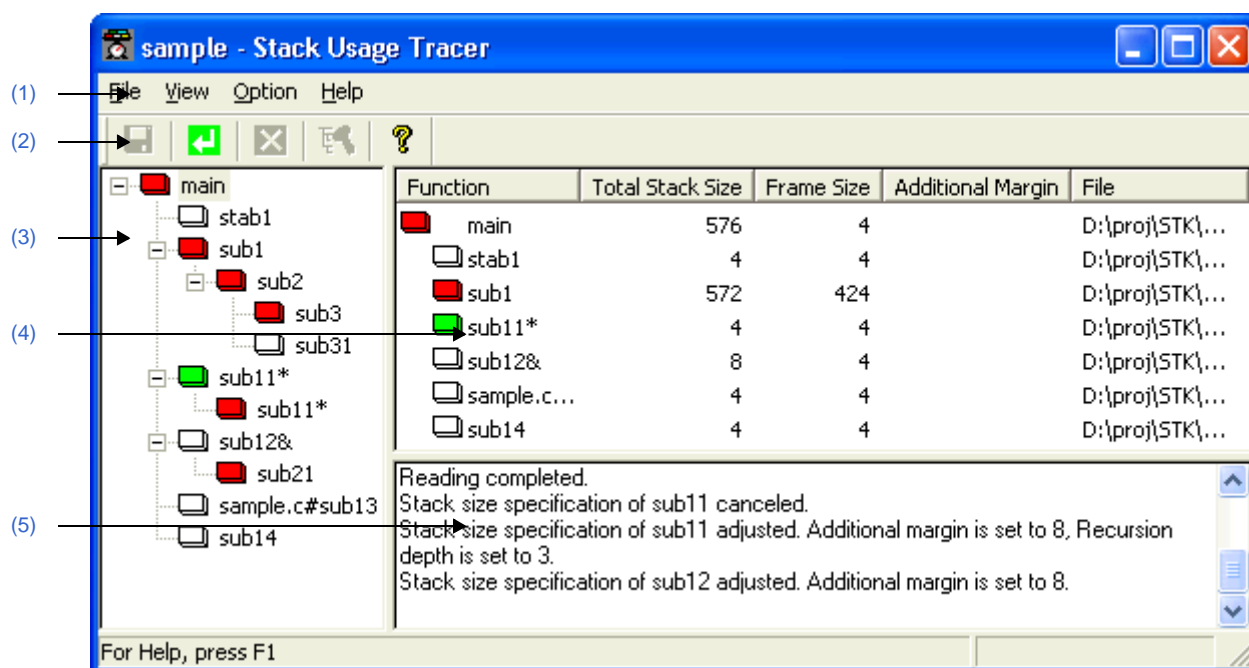 sample - Stack Usage Tracer
(1)
File View Option Help
(2)
(3)
main
stab1
sub1
sub2
sub3
sub31
sub11*
sub11*
sub12&
sub21
sample.c#sub13
sub14
Function Total Stack Size Frame Size Additional Margin File
main 576 4 D:\proj\STK\...
stab1 4 4 D:\proj\STK\...
sub1 572 424 D:\proj\STK\...
(4)
sub11* 4 4 D:\proj\STK\...
sub12& 8 4 D:\proj\STK\...
sample.c... 4 4 D:\proj\STK\...
sub14 4 4 D:\proj\STK\...
(5)
Reading completed.
Stack size specification of sub11 canceled.
Stack size specification of sub11 adjusted. Additional margin is set to 8, Recursion
depth is set to 3.
Stack size specification of sub12 adjusted. Additional margin is set to 8.
For Help, press F1